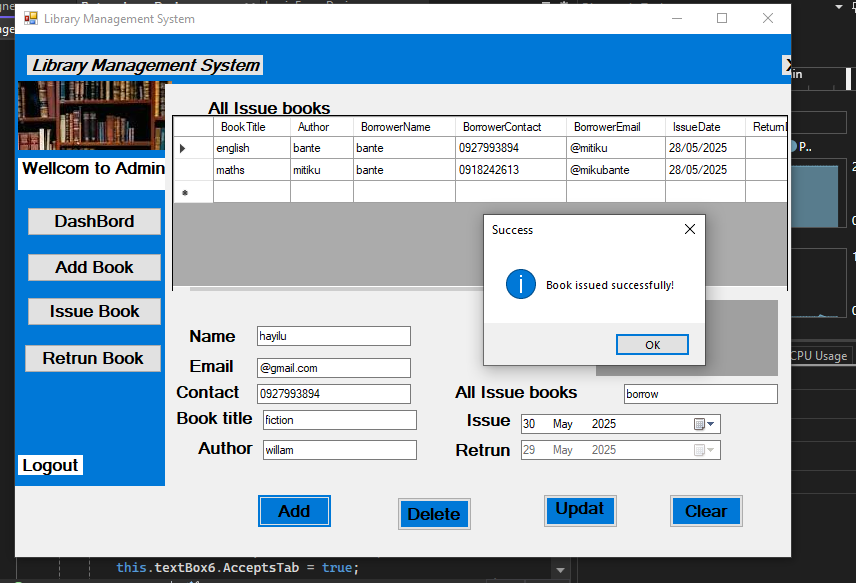 Library Management System
Library Management System
X
in
All Issue books
Wellcom to Admin
BookTitle Author BorrowerName BorrowerContact BorrowerEmail IssueDate
english bante bante 0927993894 @mitiku 28/05/2025
maths mitiku bante 0918242613 @mikubante 28/05/2025
P..
DashBord
Add Book
Issue Book
Retrun Book
Logout
Success
Book issued successfully!
OK
Name hayilu
Email @gmail.com
Contact 0927993894
Book title fiction
Author willam
All Issue books borrow
Issue 30 May 2025
Retrun 29 May 2025
CPU Usage
Add Delete Updat Clear
this.textBox6.AcceptsTab = true;